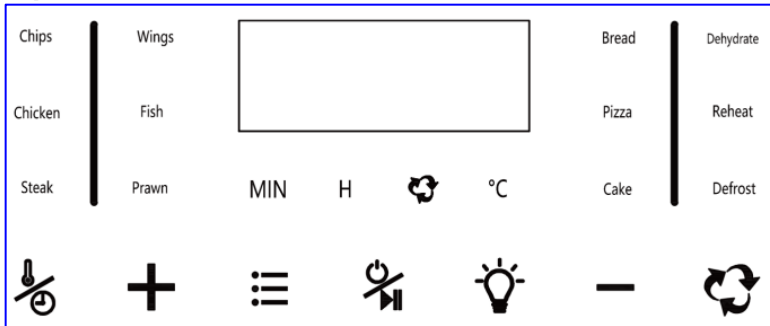 Chips Wings Bread Dehydrate
Chicken Fish Pizza Reheat
Steak Prawn MIN H °C Cake Defrost